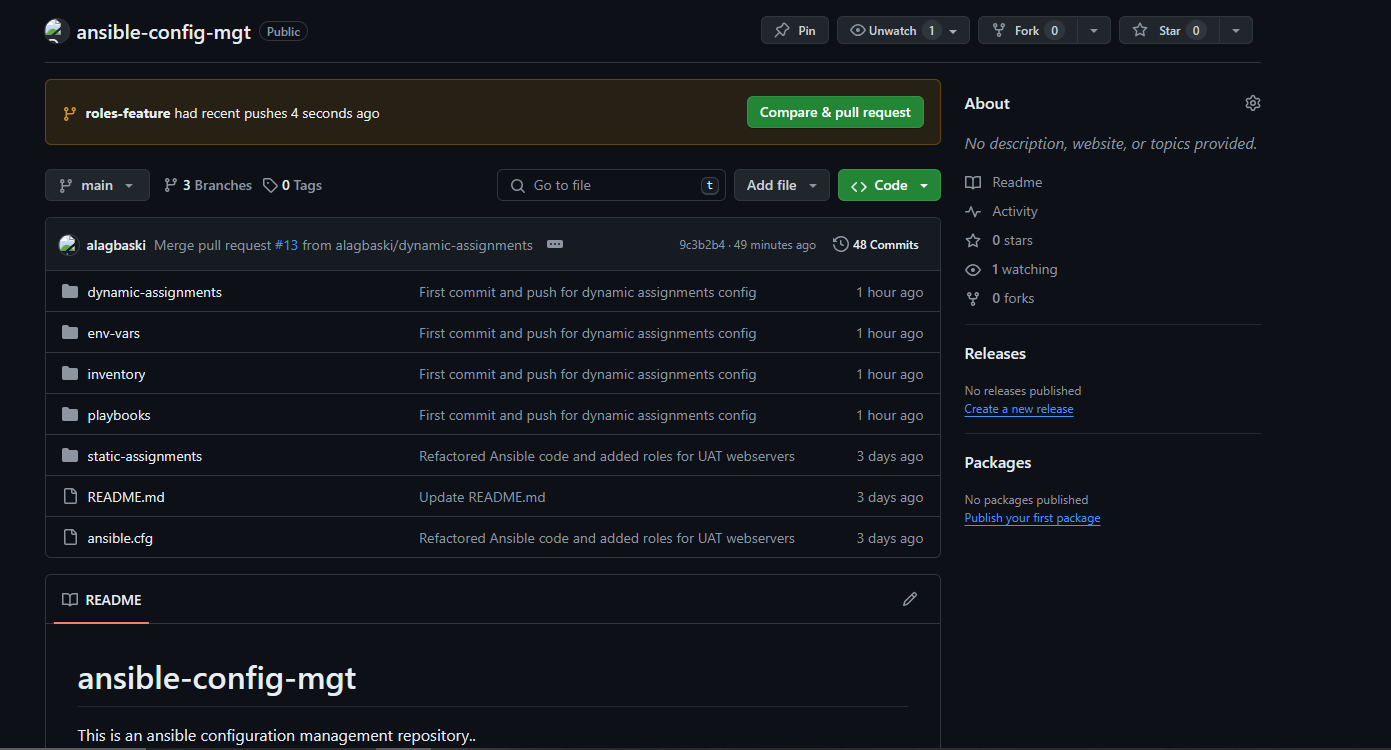 ansible-config-mgt Public Pin Unwatch 1 Fork 0 Star 0
roles-feature had recent pushes 4 seconds ago Compare & pull request
main 3 Branches 0 Tags Go to file t Add file <> Code
alagbaski Merge pull request #13 from alagbaski/dynamic-assignments 9c3b2b4 · 49 minutes ago 48 Commits
dynamic-assignments First commit and push for dynamic assignments config 1 hour ago
env-vars First commit and push for dynamic assignments config 1 hour ago
inventory First commit and push for dynamic assignments config 1 hour ago
playbooks First commit and push for dynamic assignments config 1 hour ago
static-assignments Refactored Ansible code and added roles for UAT webservers 3 days ago
README.md Update README.md 3 days ago
ansible.cfg Refactored Ansible code and added roles for UAT webservers 3 days ago
README
ansible-config-mgt
This is an ansible configuration management repository..
About
No description, website, or topics provided.
Readme
Activity
0 stars
1 watching
0 forks
Releases
No releases published
Create a new release
Packages
No packages published
Publish your first package